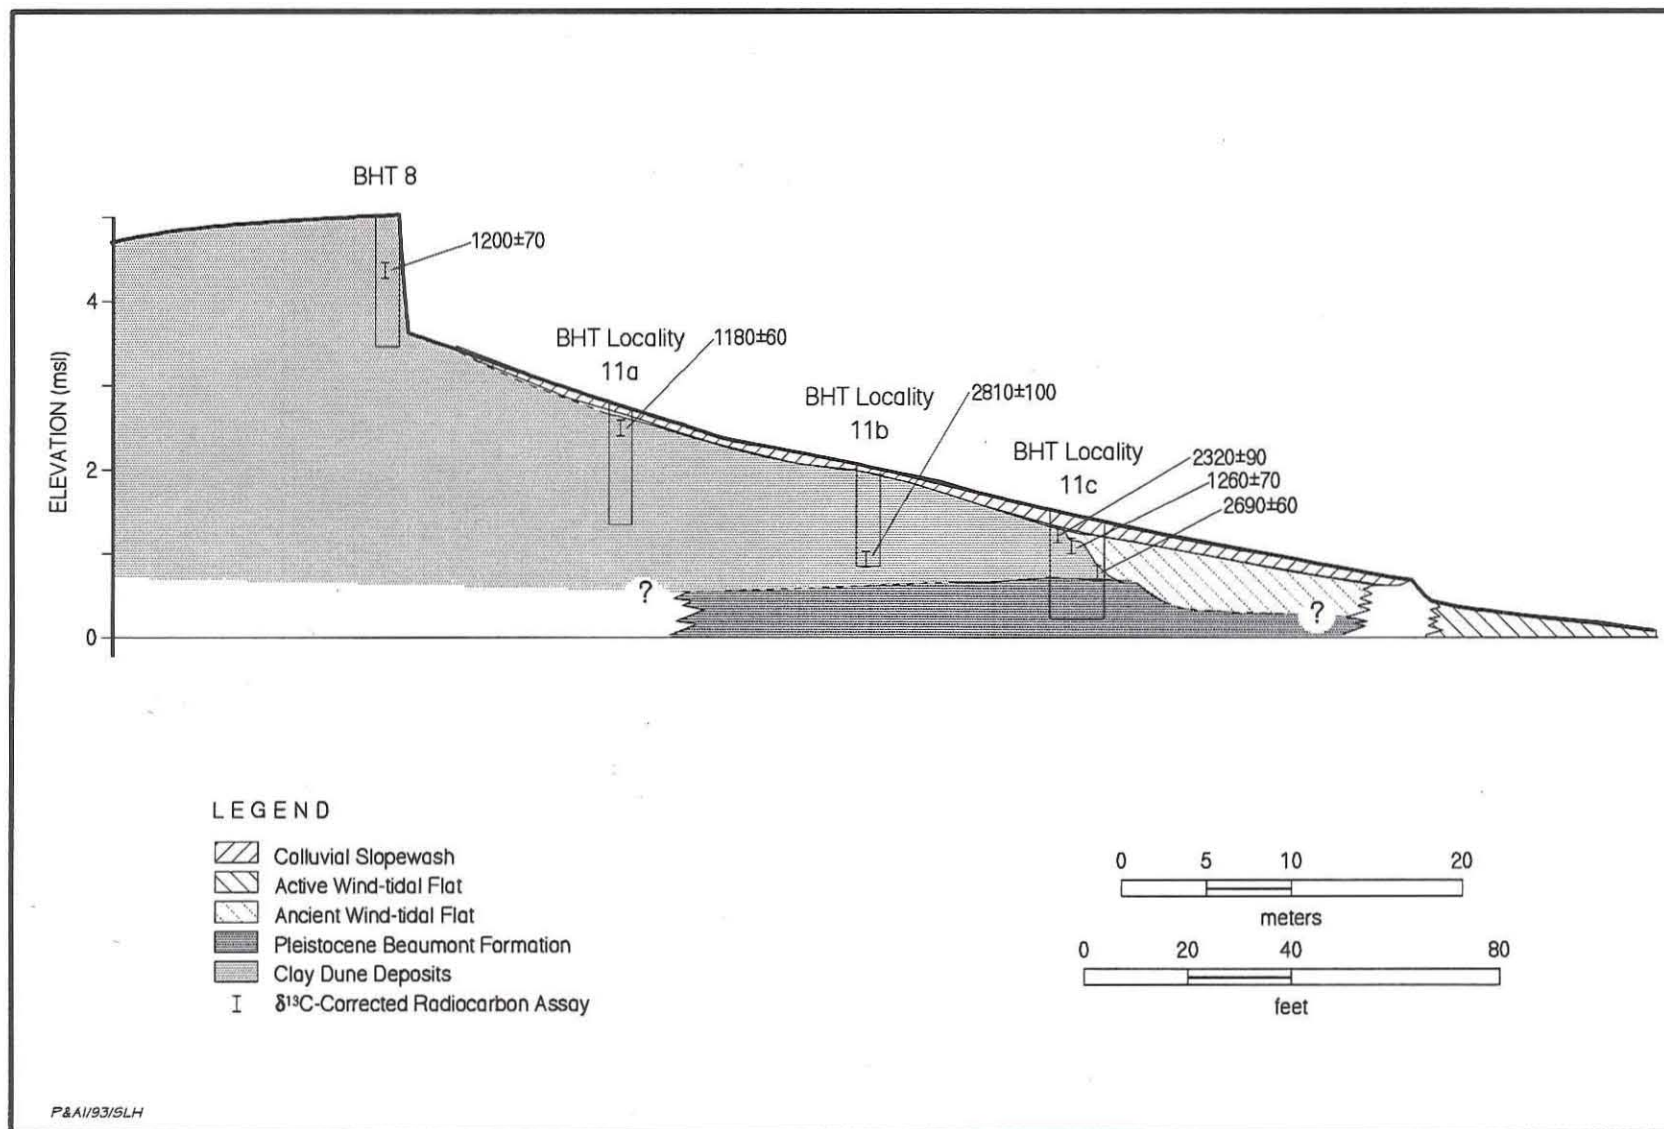 BHT 8
1200±70
4
BHT Locality
11a
1180±60
BHT Locality
11b
2810±100
BHT Locality
11c
2320±90
1260±70
2690±60
ELEVATION (msl)
2
?
?
0
LEGEND
Colluvial Slopewash
Active Wind-tidal Flat
Ancient Wind-tidal Flat
Pleistocene Beaumont Formation
Clay Dune Deposits
δ¹³C-Corrected Radiocarbon Assay
0 5 10 20
meters
0 20 40 80
feet
P&AI/93/SLH